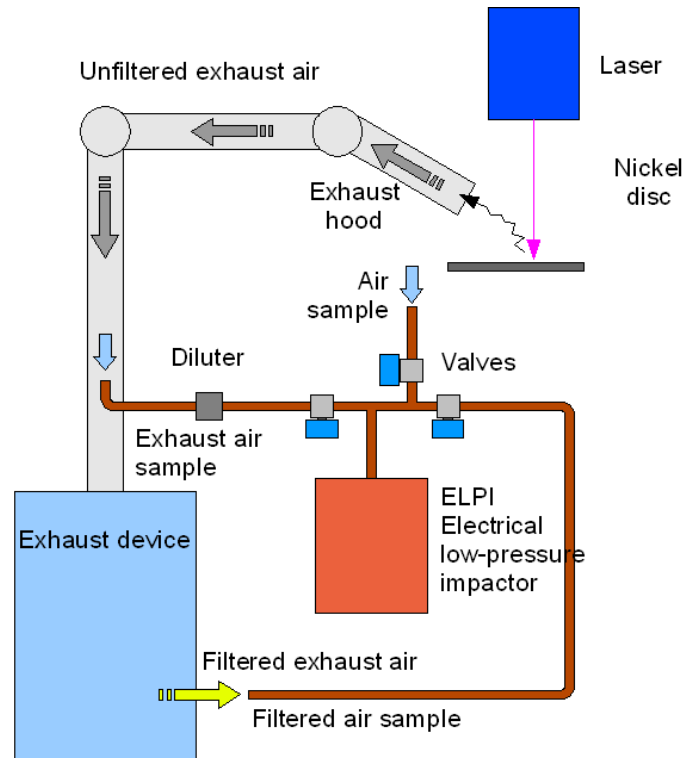 Unfiltered exhaust air
Laser
Nickel
disc
Exhaust
hood
Air
sample
Diluter
Valves
Exhaust air
sample
ELPI
Electrical
low-pressure
impactor
Exhaust device
Filtered exhaust air
Filtered air sample